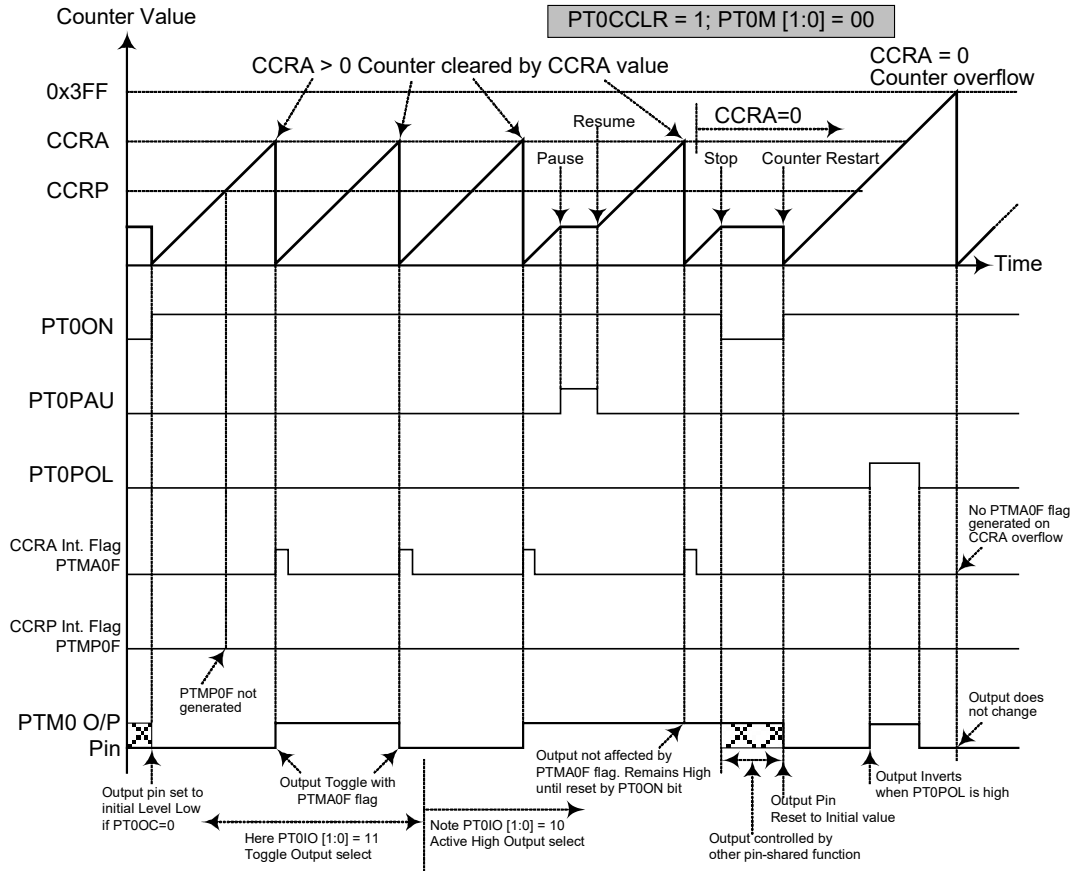 Counter Value
PT0CCLR = 1; PT0M [1:0] = 00
CCRA = 0
Counter overflow
CCRA > 0 Counter cleared by CCRA value
0x3FF
CCRA
CCRP
Resume
CCRA=0
Pause
Stop
Counter Restart
Time
PT0ON
PT0PAU
PT0POL
No PTMA0F flag
generated on
CCRA overflow
CCRA Int. Flag
PTMA0F
CCRP Int. Flag
PTMP0F
PTMP0F not
generated
Output does
not change
PTM0 O/P
Pin
Output pin set to
initial Level Low
if PT0OC=0
Output Toggle with
PTMA0F flag
Output not affected by
PTMA0F flag. Remains High
until reset by PT0ON bit
Output Inverts
when PT0POL is high
Output Pin
Reset to Initial value
Here PT0IO [1:0] = 11
Toggle Output select
Note PT0IO [1:0] = 10
Active High Output select
Output controlled by
other pin-shared function